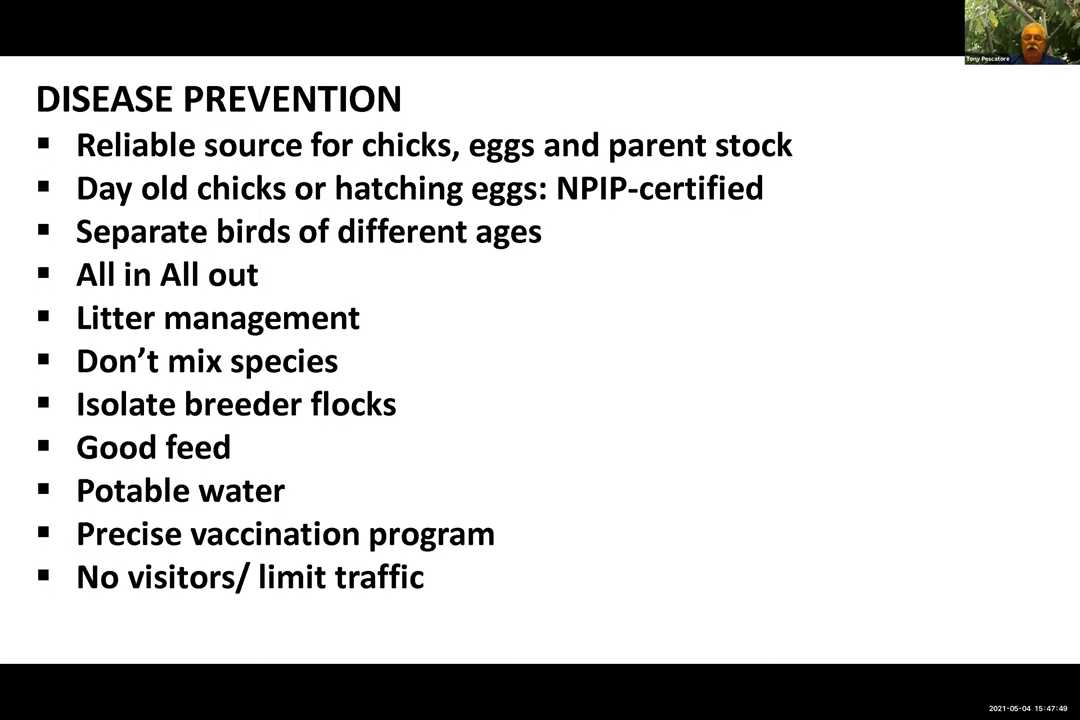 Tony Pescatore
DISEASE PREVENTION
▪ Reliable source for chicks, eggs and parent stock
▪ Day old chicks or hatching eggs: NPIP-certified
▪ Separate birds of different ages
▪ All in All out
▪ Litter management
▪ Don’t mix species
▪ Isolate breeder flocks
▪ Good feed
▪ Potable water
▪ Precise vaccination program
▪ No visitors/ limit traffic
2021-05-04 15:47:49